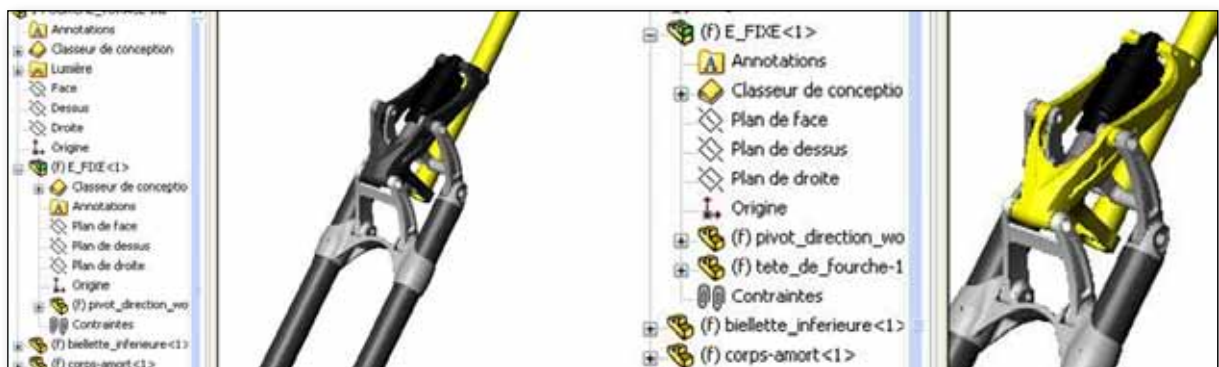 Annotations
Classeur de conception
Lumière
Face
Dessus
Droite
Origine
(f) E_FIXE<1>
Classeur de conceptio
Annotations
Plan de face
Plan de dessus
Plan de droite
Origine
(f) pivot_direction_wo
Contraintes
(f) biellette_inferieure<1>
(f) corps-amort<1>
(f) E_FIXE<1>
Annotations
Classeur de conceptio
Plan de face
Plan de dessus
Plan de droite
Origine
(f) pivot_direction_wo
(f) tete_de_fourche-1
Contraintes
(f) biellette_inferieure<1>
(f) corps-amort<1>